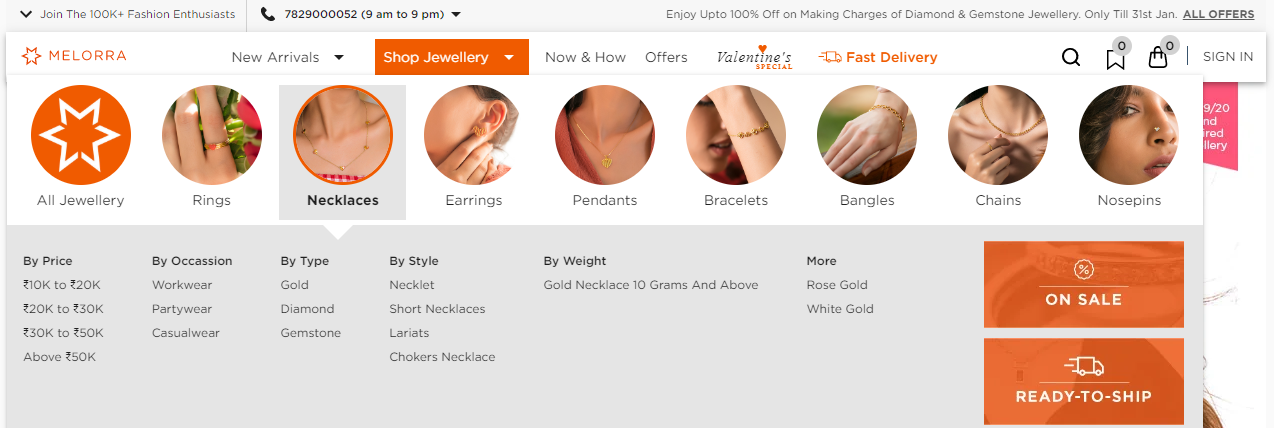 Join The 100K+ Fashion Enthusiasts
7829000052 (9 am to 9 pm)
Enjoy Upto 100% Off on Making Charges of Diamond & Gemstone Jewellery. Only Till 31st Jan. ALL OFFERS
MELORRA
New Arrivals
Shop Jewellery
Now & How
Offers
Valentine's
SPECIAL
Fast Delivery
0
0
SIGN IN
All Jewellery
Rings
Necklaces
Earrings
Pendants
Bracelets
Bangles
Chains
Nosepins
By Price
₹10K to ₹20K
₹20K to ₹30K
₹30K to ₹50K
Above ₹50K
By Occassion
Workwear
Partywear
Casualwear
By Type
Gold
Diamond
Gemstone
By Style
Necklet
Short Necklaces
Lariats
Chokers Necklace
By Weight
Gold Necklace 10 Grams And Above
More
Rose Gold
White Gold
%
ON SALE
READY-TO-SHIP